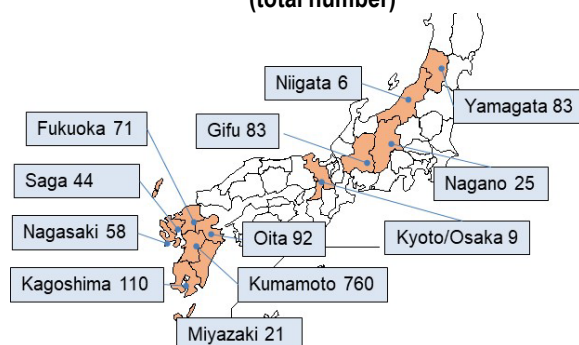 (total number)
Niigata 6
Yamagata 83
Fukuoka 71
Gifu 83
Saga 44
Nagano 25
Nagasaki 58
Oita 92
Kyoto/Osaka 9
Kagoshima 110
Kumamoto 760
Miyazaki 21